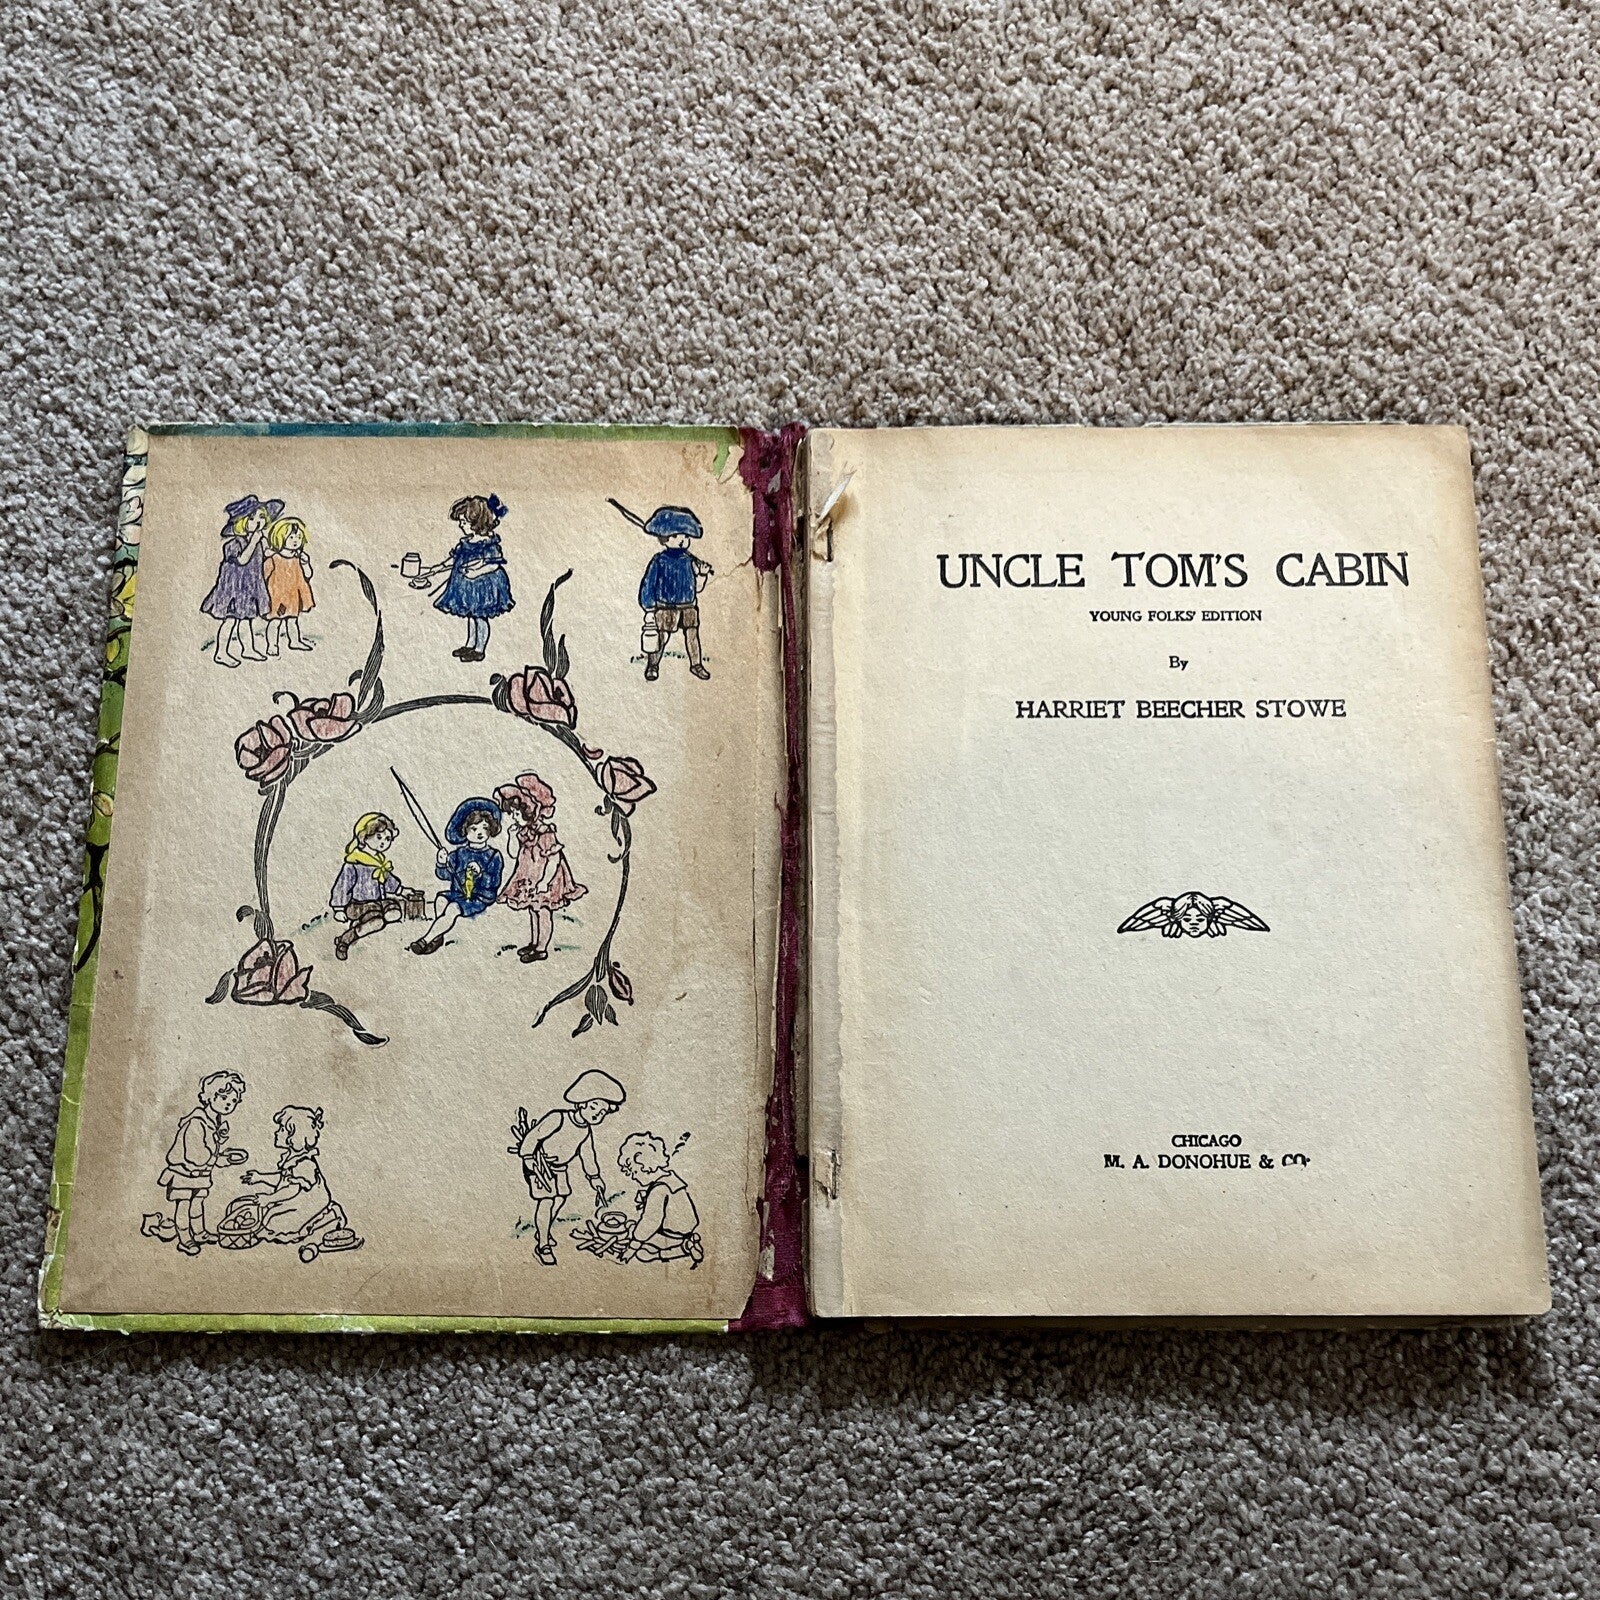 UNCLE TOM'S CABIN
YOUNG FOLKS' EDITION
By
HARRIET BEECHER STOWE
CHICAGO
M. A. DONOHUE & CO.